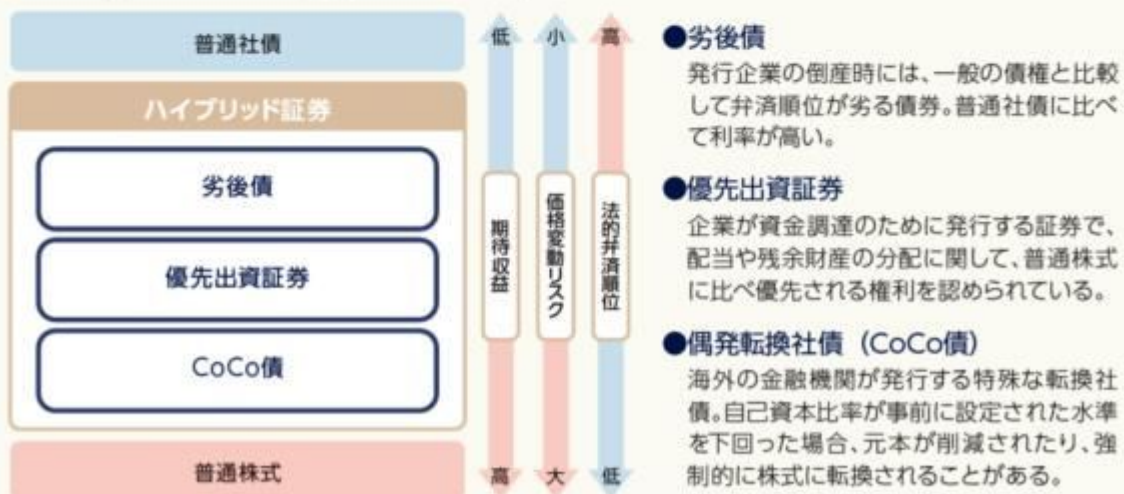 普通社債
ハイブリッド証券
劣後債
優先出資証券
CoCo債
普通株式
低
小
高
期待収益
価格変動リスク
法的弁済順位
高
大
低
●劣後債
発行企業の倒産時には、一般の債権と比較
して弁済順位が劣る債券。普通社債に比べ
て利率が高い。
●優先出資証券
企業が資金調達のために発行する証券で、
配当や残余財産の分配に関して、普通株式
に比べ優先される権利を認められている。
●偶発転換社債（CoCo債）
海外の金融機関が発行する特殊な転換社
債。自己資本比率が事前に設定された水準
を下回った場合、元本が削減されたり、強
制的に株式に転換されることがある。